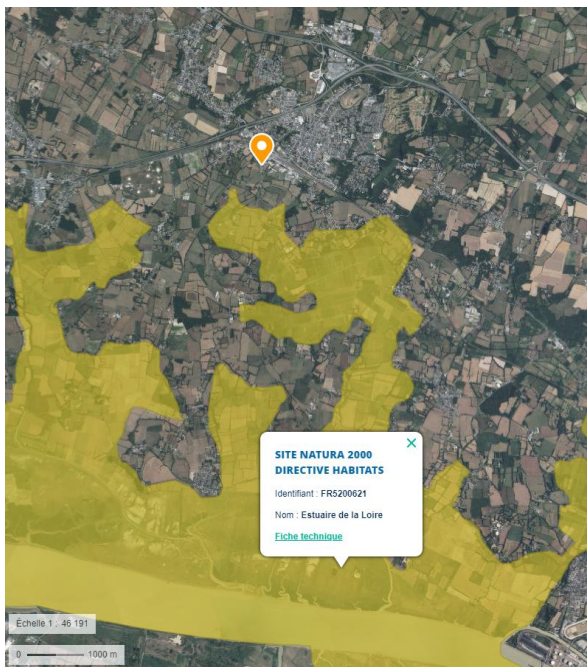 SITE NATURA 2000
DIRECTIVE HABITATS
Identifiant : FR5200621
Nom : Estuaire de la Loire
Fiche technique
Échelle 1 : 46 191
0 1000 m